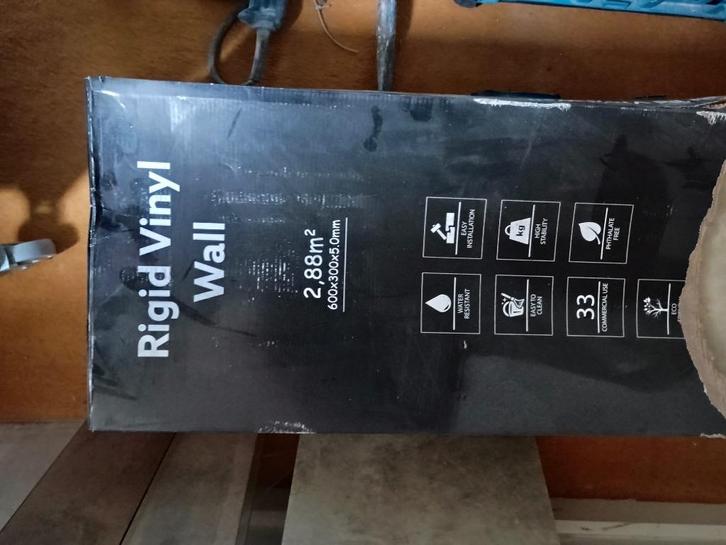 Rigid Vinyl
Wall
2,88m²
600x300x5.0mm
WATER
RESISTANT
EASY
INSTALLATION
EASY TO
CLEAN
kg
HIGH
STABILITY
33
COMMERCIAL USE
PHTHALATE
FREE
ECO